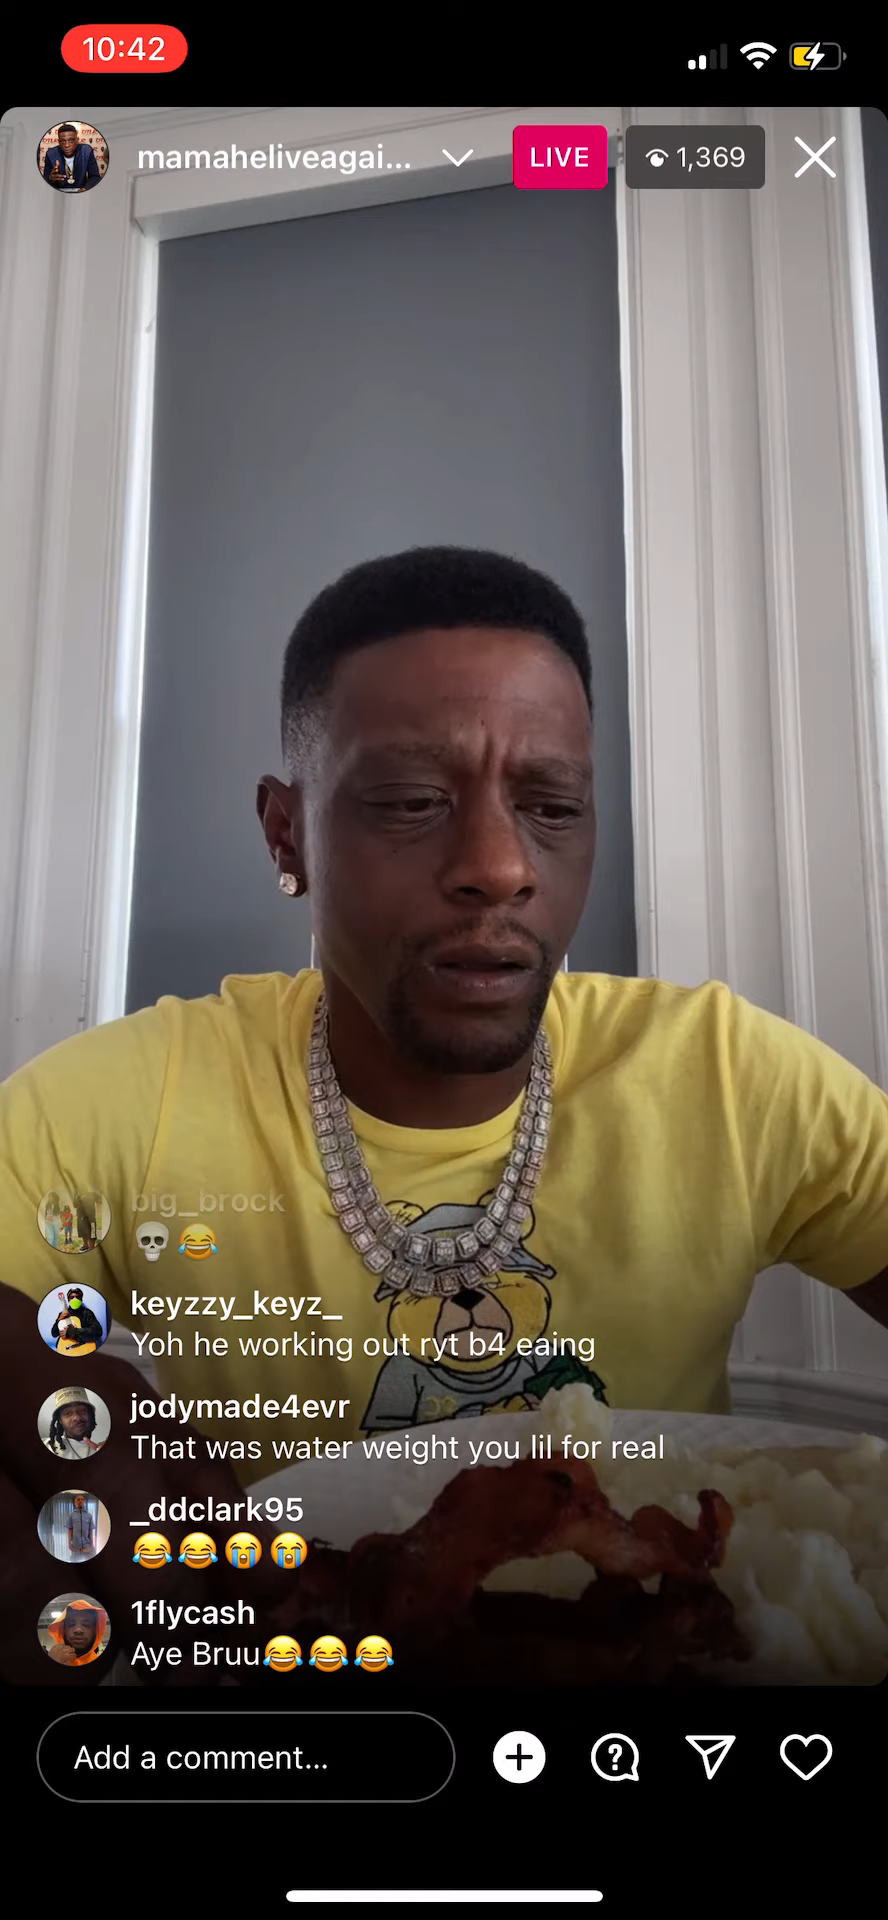 10:42
mamaheliveagai...
LIVE
1,369
big_brock
💀😂
keyzzy_keyz_
Yoh he working out ryt b4 eaing
jodymade4evr
That was water weight you lil for real
_ddclark95
😂😂😭😭
1flycash
Aye Bruu😂😂😂
Add a comment...